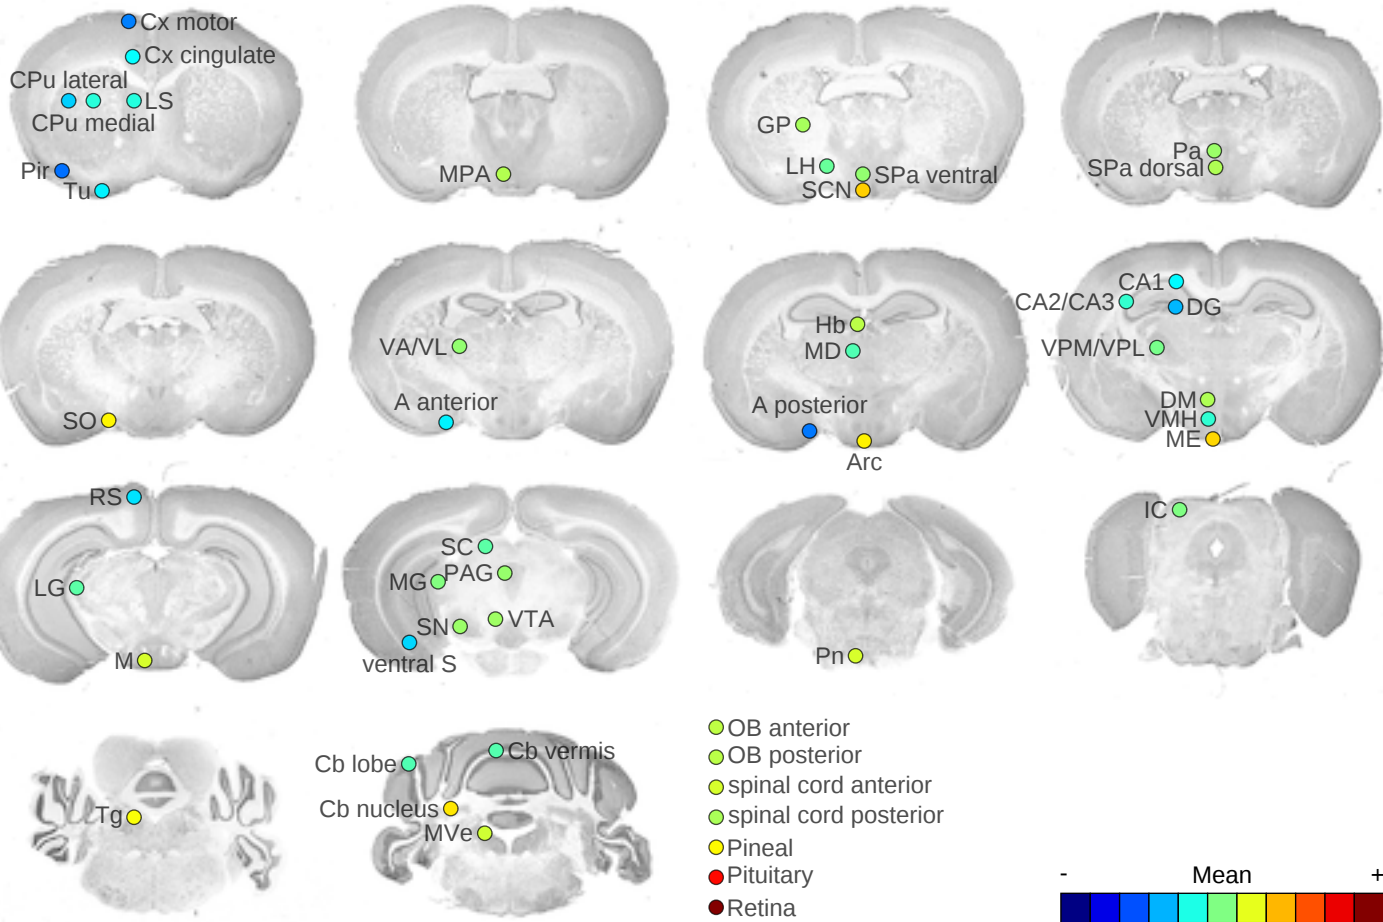 Cx motor
Cx cingulate
CPu lateral
LS
CPu medial
Pir
Tu
MPA
GP
LH
SPa ventral
SCN
Pa
SPa dorsal
SO
VA/VL
A anterior
Hb
MD
A posterior
Arc
CA1
CA2/CA3
DG
VPM/VPL
DM
VMH
ME
RS
LG
M
SC
MG
PAG
SN
VTA
ventral S
Pn
IC
Tg
Cb lobe
Cb vermis
Cb nucleus
MVe
OB anterior
OB posterior
spinal cord anterior
spinal cord posterior
Pineal
Pituitary
Retina
- Mean +